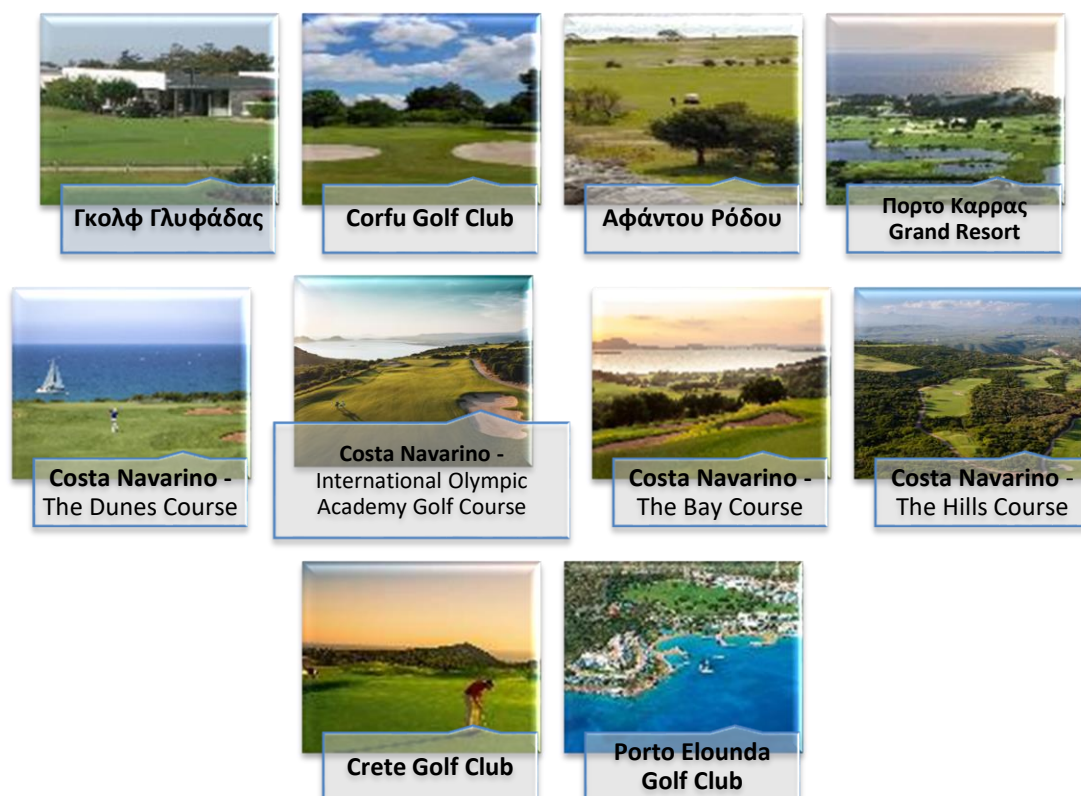 Γκολφ Γλυφάδας
Corfu Golf Club
Αφάντου Ρόδου
Πορτο Καρρας
Grand Resort
Costa Navarino -
The Dunes Course
Costa Navarino -
International Olympic
Academy Golf Course
Costa Navarino -
The Bay Course
Costa Navarino -
The Hills Course
Crete Golf Club
Porto Elounda
Golf Club